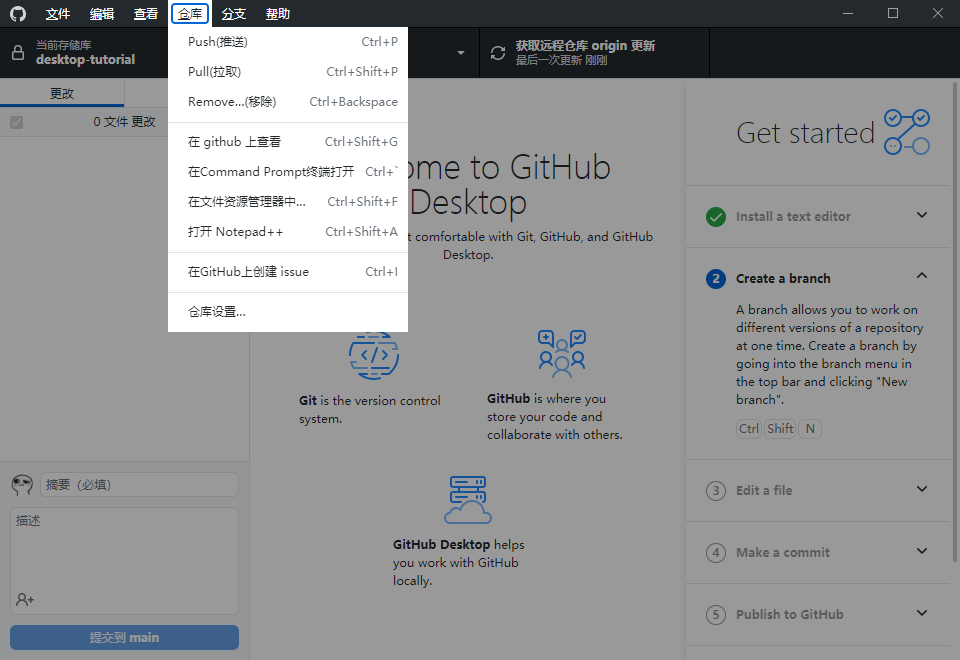 文件 编辑 查看 仓库 分支 帮助
当前存储库
desktop-tutorial
获取远程仓库 origin 更新
最后一次更新 刚刚
更改
0 文件 更改
Push(推送) Ctrl+P
Pull(拉取) Ctrl+Shift+P
Remove...(移除) Ctrl+Backspace
在 github 上查看 Ctrl+Shift+G
在Command Prompt终端打开 Ctrl+`
在文件资源管理器中... Ctrl+Shift+F
打开 Notepad++ Ctrl+Shift+A
在GitHub上创建 issue Ctrl+I
仓库设置...
ome to GitHub
Desktop
t comfortable with Git, GitHub, and GitHub
Desktop.
Git is the version control
system.
GitHub is where you
store your code and
collaborate with others.
GitHub Desktop helps
you work with GitHub
locally.
摘要（必填）
描述
提交到 main
Get started
Install a text editor
2 Create a branch
A branch allows you to work on
different versions of a repository
at one time. Create a branch by
going into the branch menu in
the top bar and clicking "New
branch".
Ctrl Shift N
3 Edit a file
4 Make a commit
5 Publish to GitHub